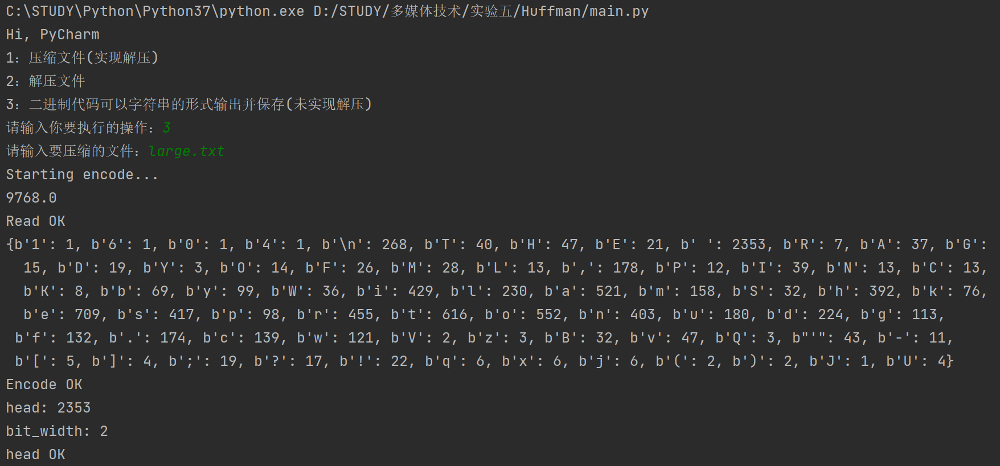 C:\STUDY\Python\Python37\python.exe D:/STUDY/多媒体技术/实验五/Huffman/main.py
Hi, PyCharm
1：压缩文件(实现解压)
2：解压文件
3：二进制代码可以字符串的形式输出并保存(未实现解压)
请输入你要执行的操作：3
请输入要压缩的文件：large.txt
Starting encode...
9768.0
Read OK
{b'1': 1, b'6': 1, b'0': 1, b'4': 1, b'\n': 268, b'T': 40, b'H': 47, b'E': 21, b' ': 2353, b'R': 7, b'A': 37, b'G':
15, b'D': 19, b'Y': 3, b'O': 14, b'F': 26, b'M': 28, b'L': 13, b',': 178, b'P': 12, b'I': 39, b'N': 13, b'C': 13,
b'K': 8, b'b': 69, b'y': 99, b'W': 36, b'i': 429, b'l': 230, b'a': 521, b'm': 158, b'S': 32, b'h': 392, b'k': 76,
b'e': 709, b's': 417, b'p': 98, b'r': 455, b't': 616, b'o': 552, b'n': 403, b'u': 180, b'd': 224, b'g': 113,
b'f': 132, b'.': 174, b'c': 139, b'w': 121, b'V': 2, b'z': 3, b'B': 32, b'v': 47, b'Q': 3, b"'": 43, b'-': 11,
b'[': 5, b']': 4, b';': 19, b'?': 17, b'!': 22, b'q': 6, b'x': 6, b'j': 6, b'(': 2, b')': 2, b'J': 1, b'U': 4}
Encode OK
head: 2353
bit_width: 2
head OK